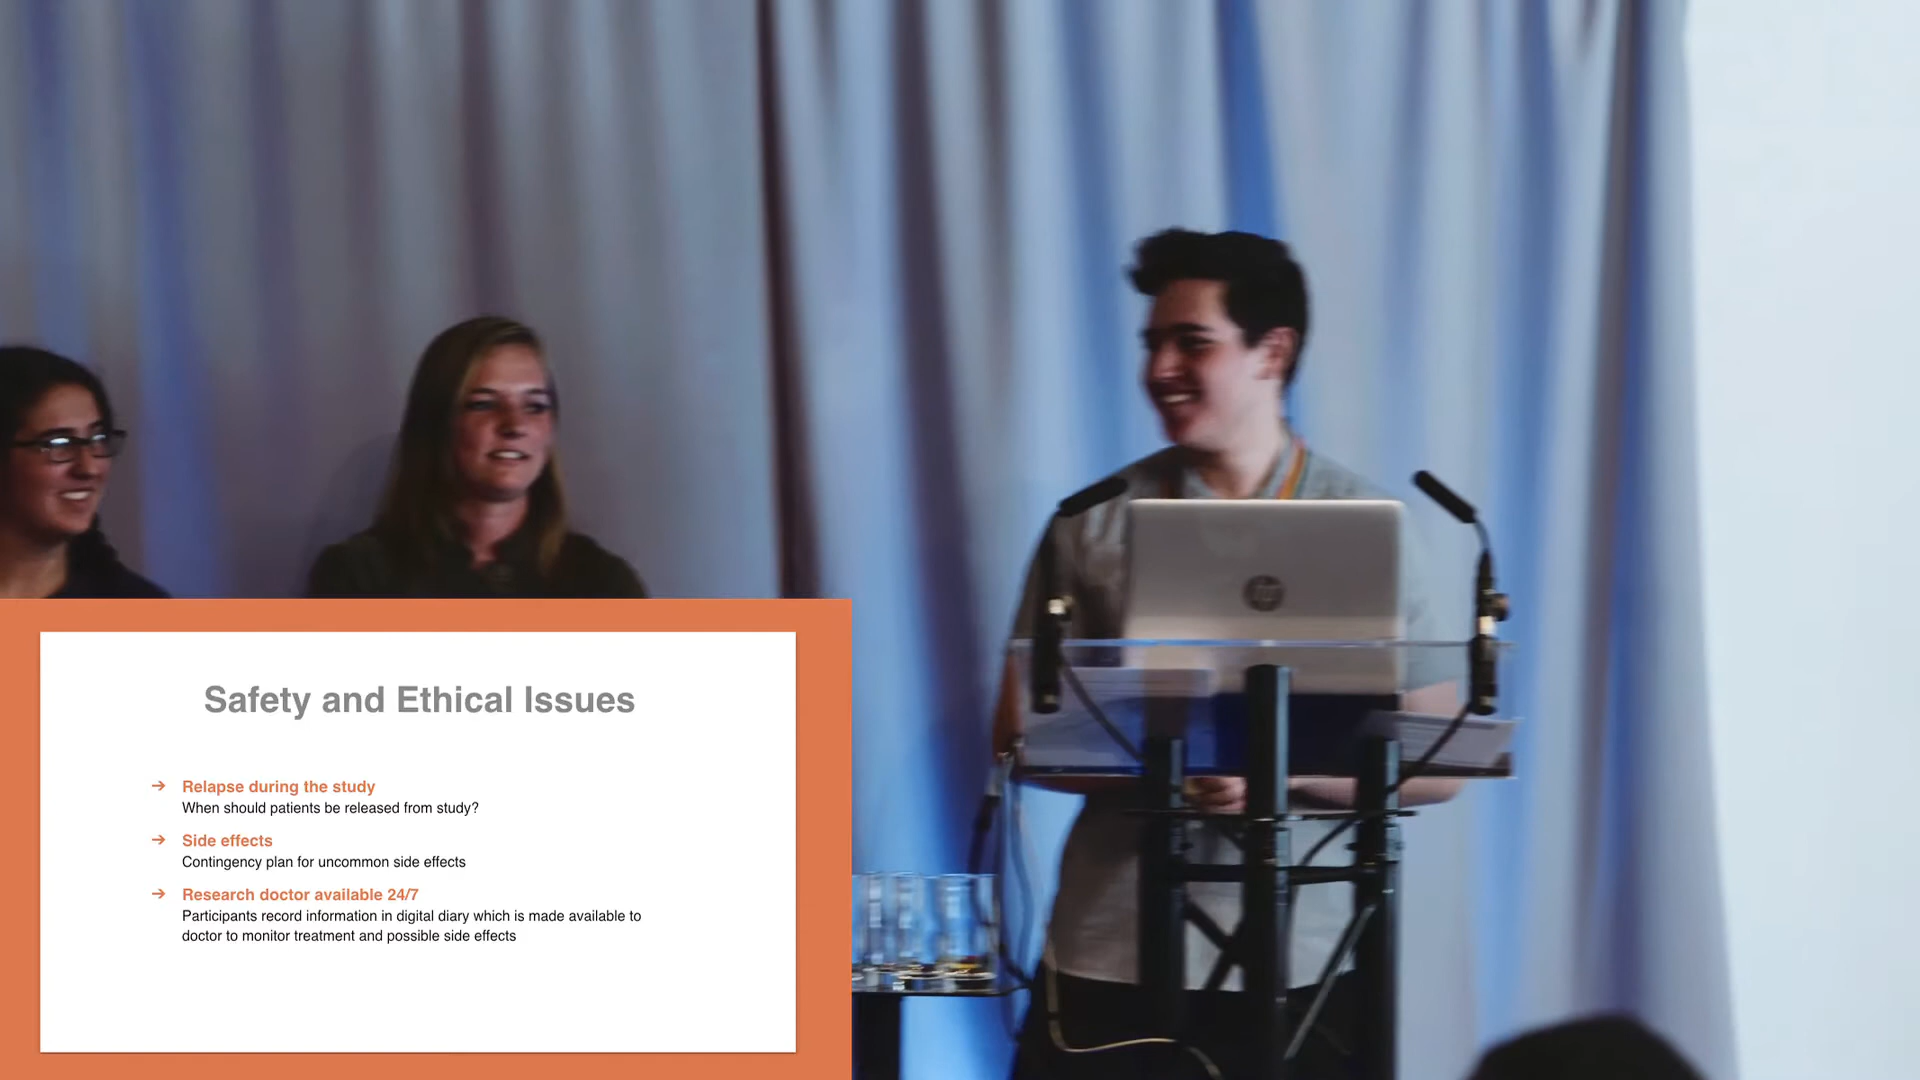 Safety and Ethical Issues
→ Relapse during the study
When should patients be released from study?
→ Side effects
Contingency plan for uncommon side effects
→ Research doctor available 24/7
Participants record information in digital diary which is made available to
doctor to monitor treatment and possible side effects
hp